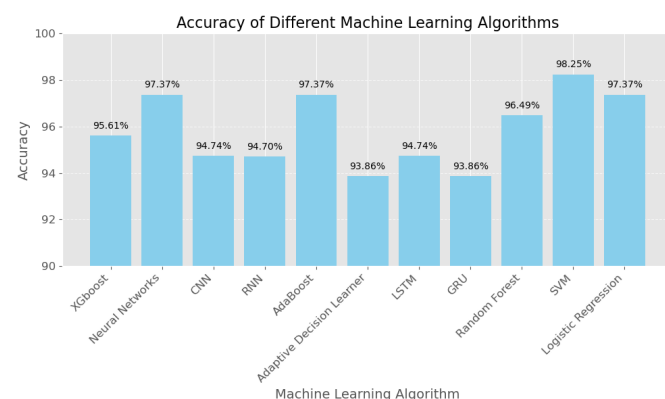 Accuracy of Different Machine Learning Algorithms
100
98
96
94
92
90
Accuracy
95.61%
97.37%
94.74%
94.70%
97.37%
93.86%
94.74%
93.86%
96.49%
98.25%
97.37%
XGboost
Neural Networks
CNN
RNN
AdaBoost
Adaptive Decision Learner
LSTM
GRU
Random Forest
SVM
Logistic Regression
Machine Learning Algorithm